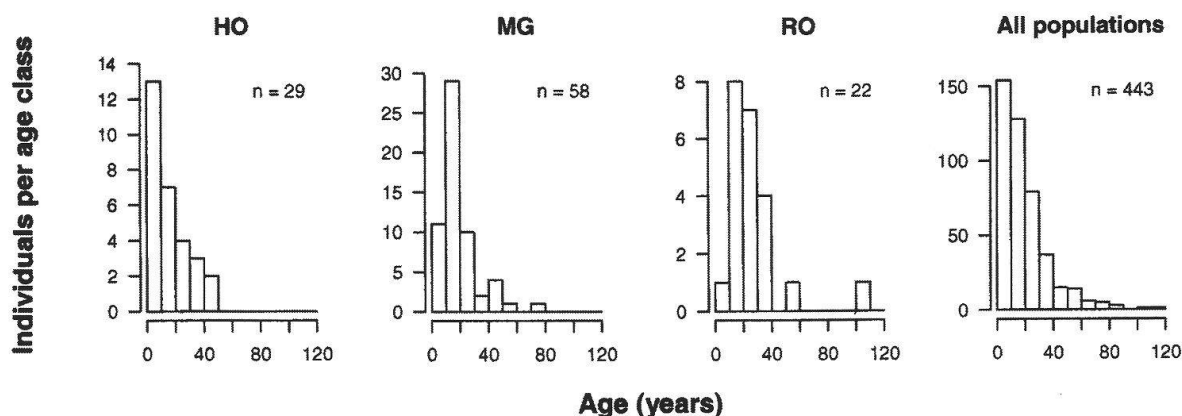 HO MG RO All populations
Individuals per age class
14
12
10
8
6
4
2
0
n = 29
0 40 80 120
30
25
20
15
10
5
0
n = 58
0 40 80 120
8
6
4
2
0
n = 22
0 40 80 120
150
100
50
0
n = 443
0 40 80 120
Age (years)